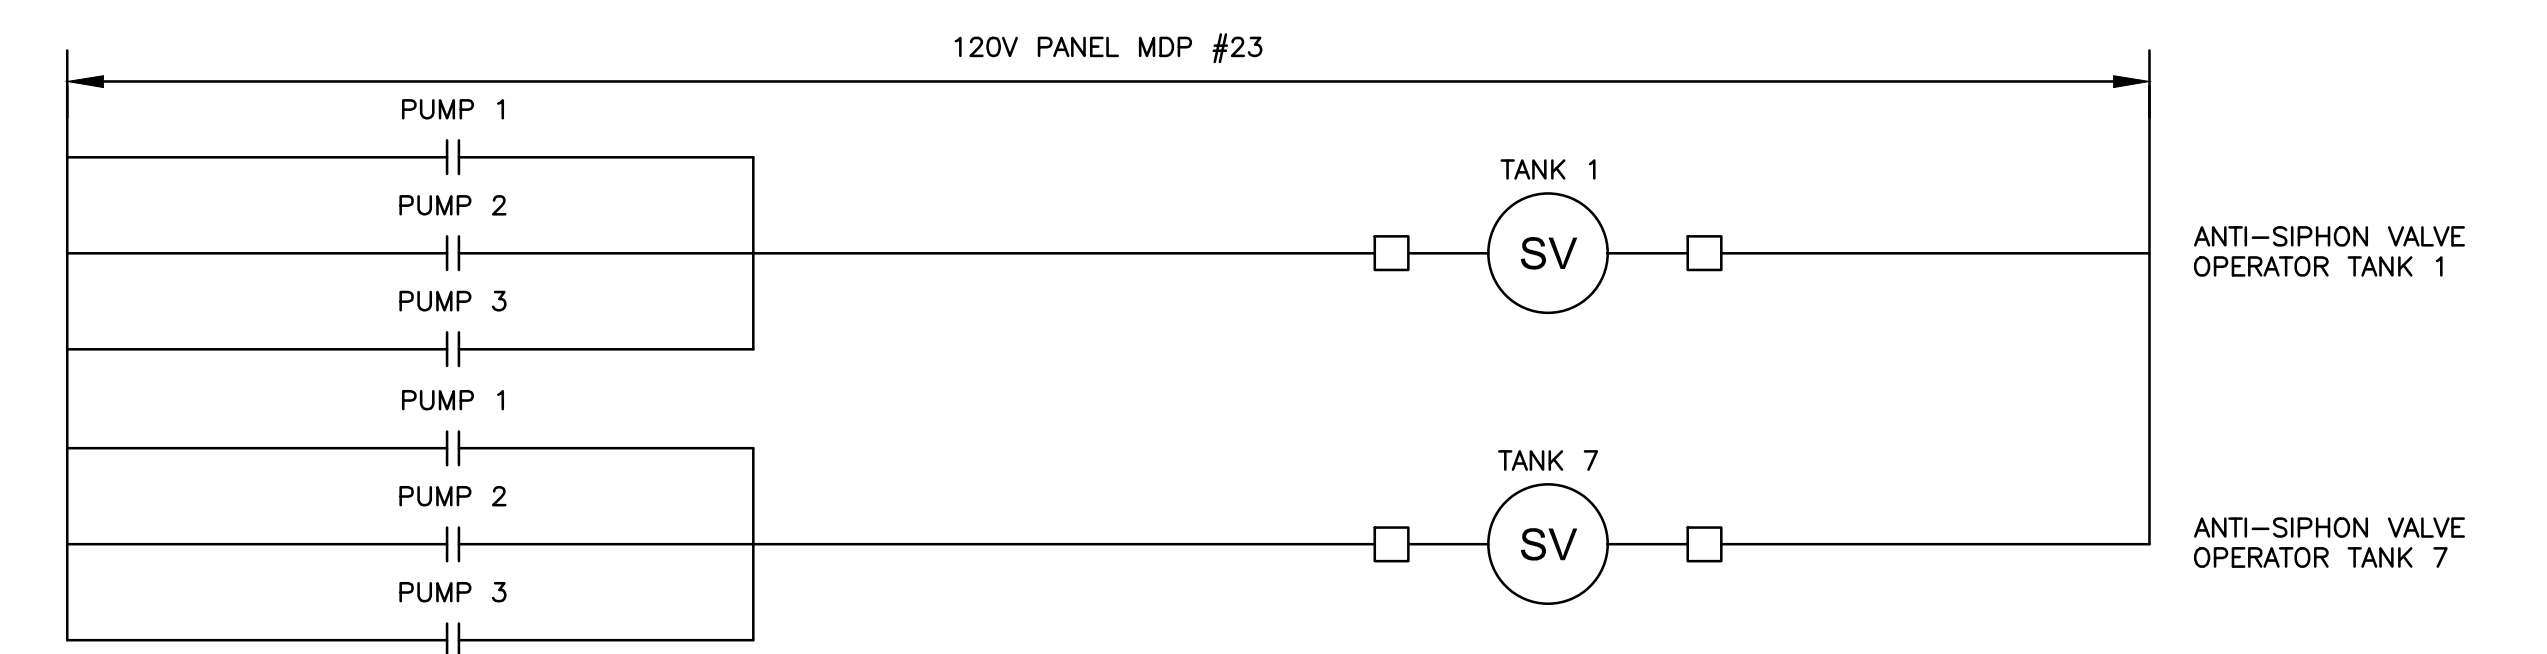 120V PANEL MDP #23
PUMP 1
TANK 1
PUMP 2
SV
ANTI-SIPHON VALVE
OPERATOR TANK 1
PUMP 3
PUMP 1
TANK 7
PUMP 2
SV
ANTI-SIPHON VALVE
OPERATOR TANK 7
PUMP 3